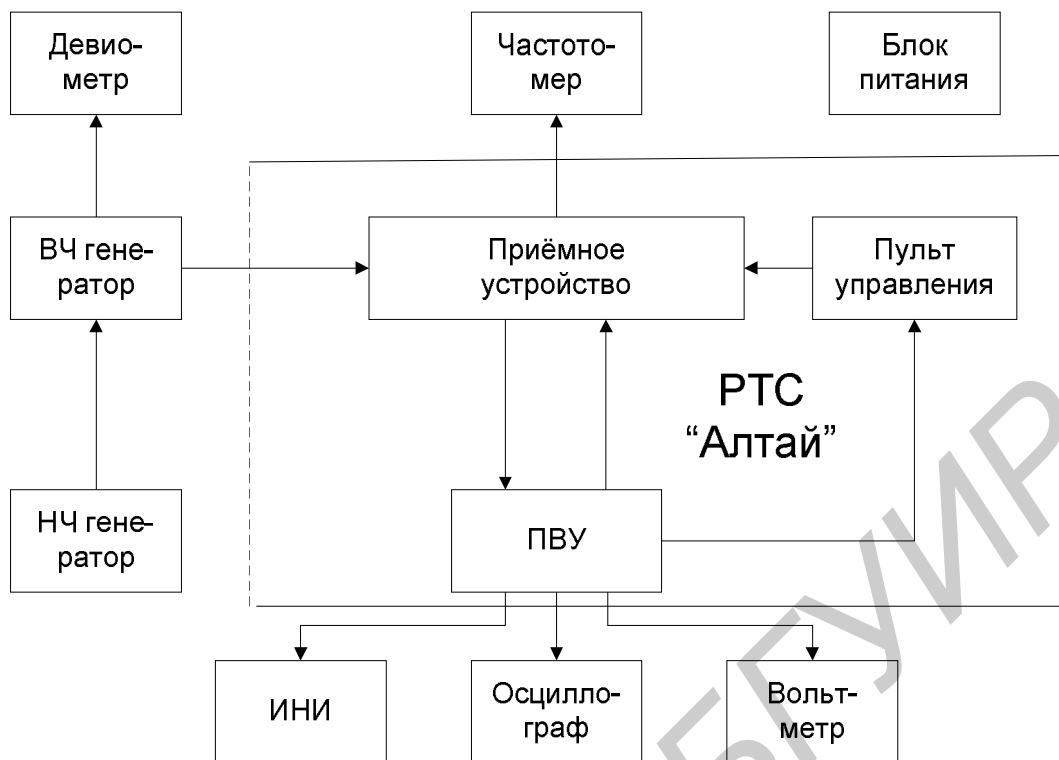 Девио-
метр
Частото-
мер
Блок
питания
ВЧ гене-
ратор
Приёмное
устройство
Пульт
управления
РТС
“Алтай”
НЧ гене-
ратор
ПВУ
ИНИ
Осцилло-
граф
Вольт-
метр
БГУИР